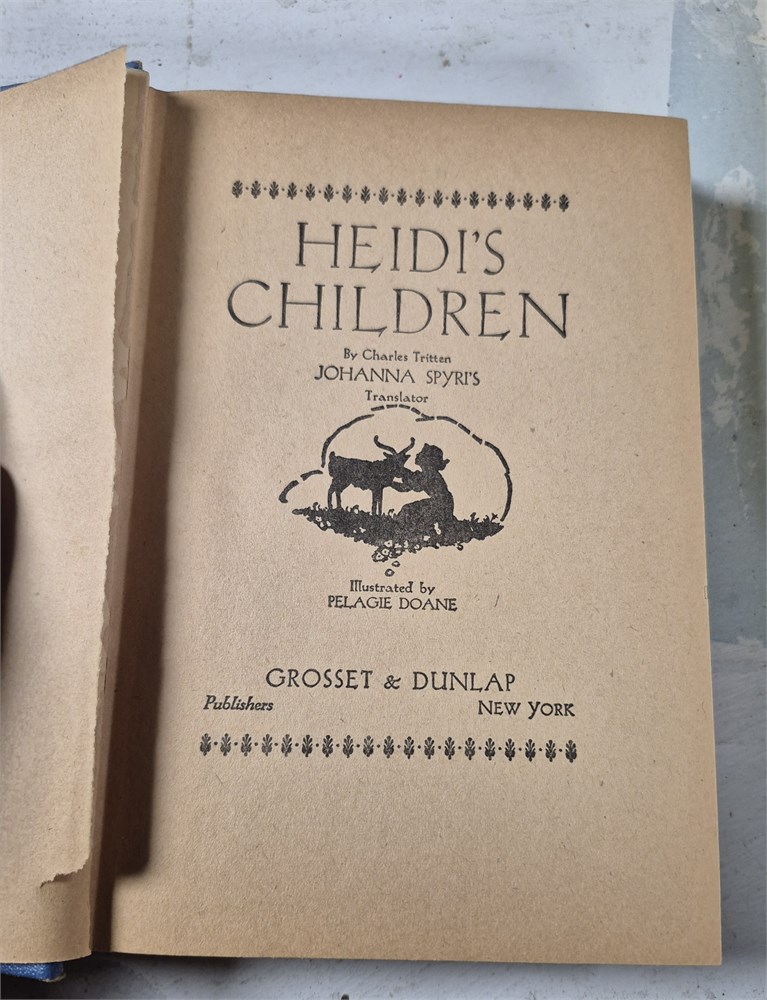 HEIDI'S
CHILDREN
By Charles Tritten
JOHANNA SPYRI'S
Translator
Illustrated by
PELAGIE DOANE
GROSSET & DUNLAP
Publishers NEW YORK